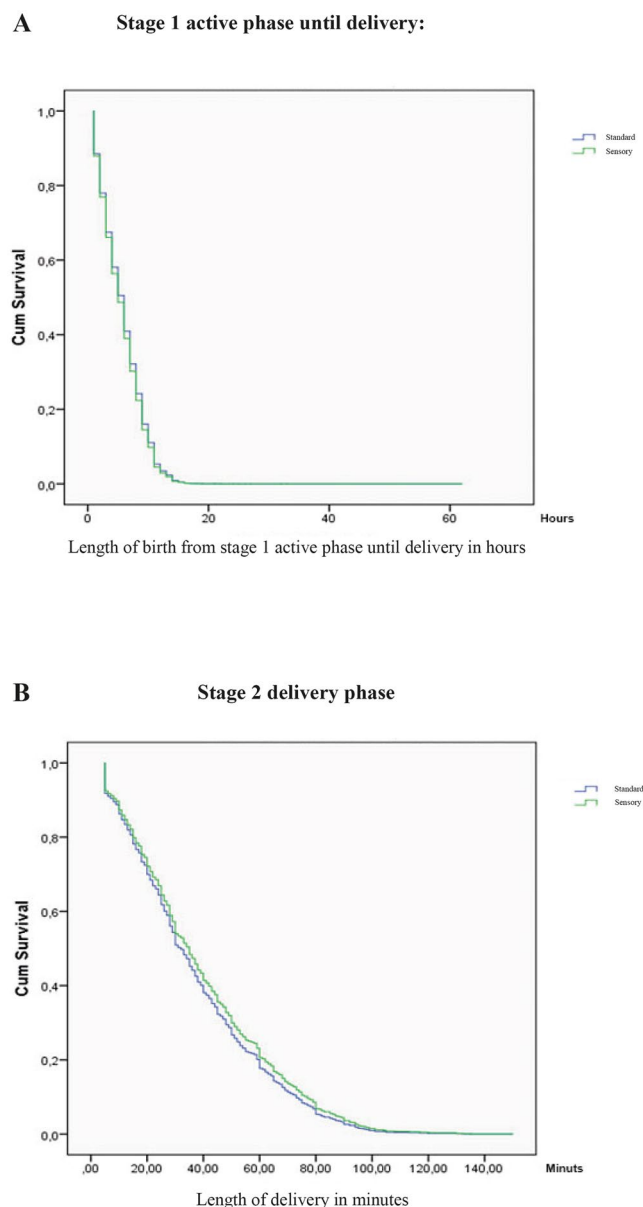 A
Stage 1 active phase until delivery:
1,0
0,8
0,6
0,4
0,2
0,0
Cum Survival
Standard
Sensory
0 20 40 60 Hours
Length of birth from stage 1 active phase until delivery in hours
B
Stage 2 delivery phase
1,0
0,8
0,6
0,4
0,2
0,0
Cum Survival
Standard
Sensory
,00 20,00 40,00 60,00 80,00 100,00 120,00 140,00 Minuts
Length of delivery in minutes